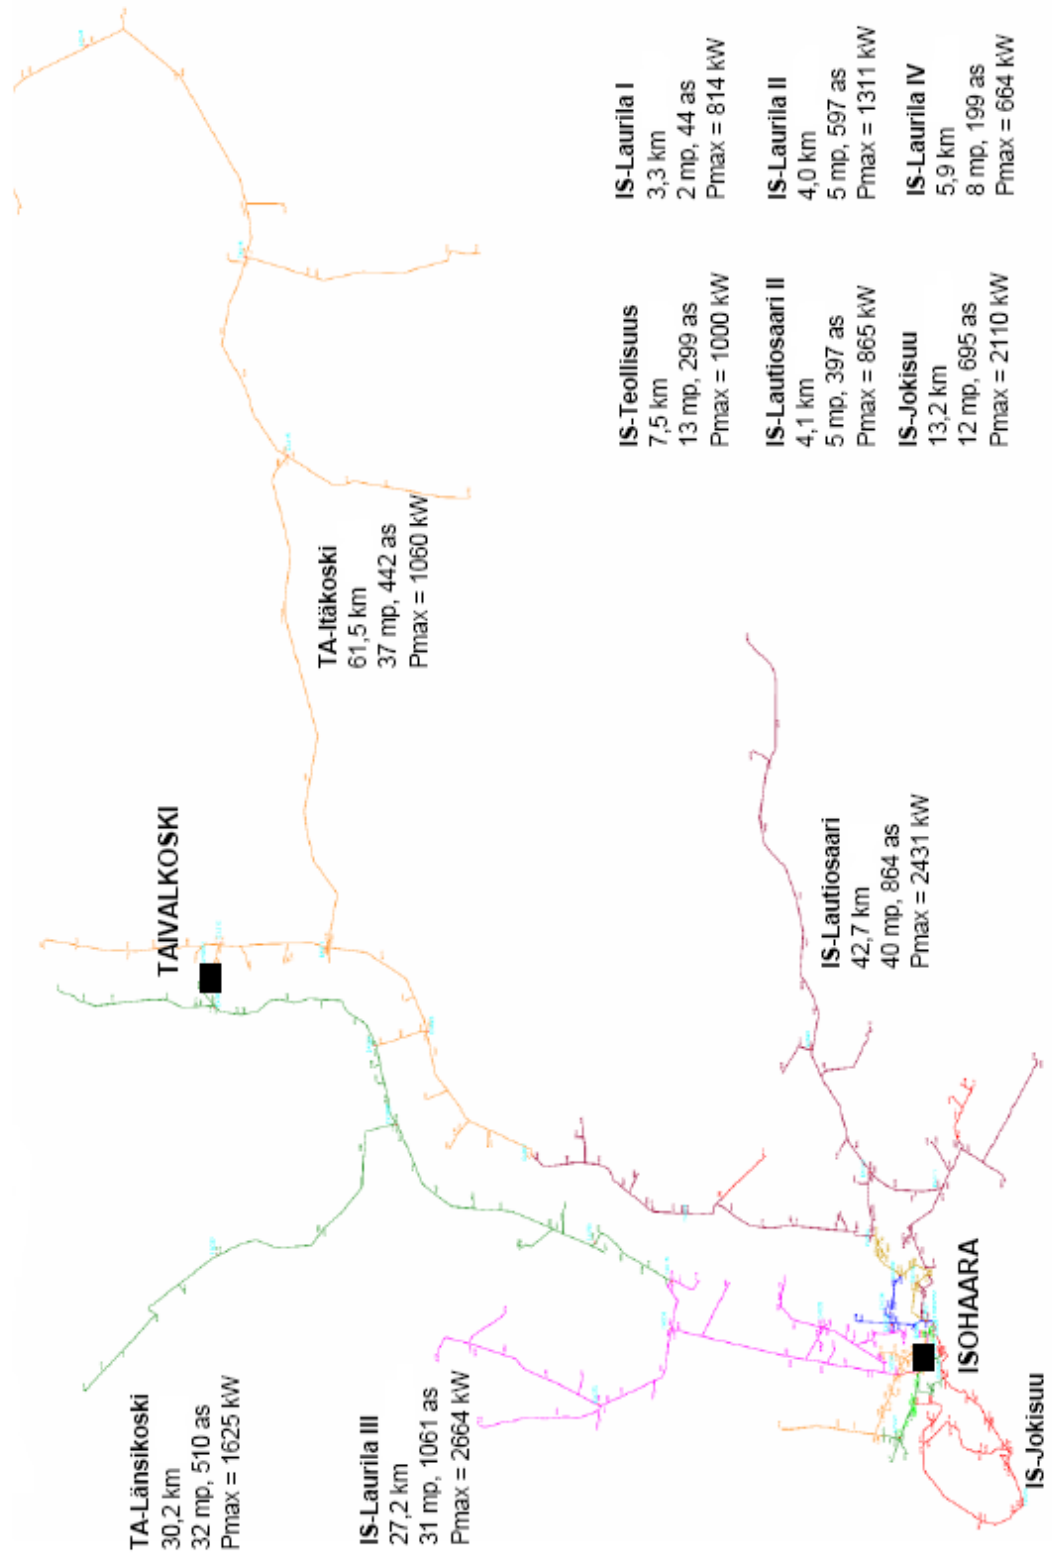 TA-Länsikoski
30,2 km
32 mp, 510 as
Pmax = 1625 kW
IS-Laurila III
27,2 km
31 mp, 1061 as
Pmax = 2664 kW
TAIVALKOSKI
TA-Itäkoski
61,5 km
37 mp, 442 as
Pmax = 1060 kW
IS-Lautiosaari
42,7 km
40 mp, 864 as
Pmax = 2431 kW
ISOHAARA
IS-Jokisuu
IS-Teollisuus
7,5 km
13 mp, 299 as
Pmax = 1000 kW
IS-Laurila I
3,3 km
2 mp, 44 as
Pmax = 814 kW
IS-Lautiosaari II
4,1 km
5 mp, 397 as
Pmax = 865 kW
IS-Laurila II
4,0 km
5 mp, 597 as
Pmax = 1311 kW
IS-Jokisuu
13,2 km
12 mp, 695 as
Pmax = 2110 kW
IS-Laurila IV
5,9 km
8 mp, 199 as
Pmax = 664 kW